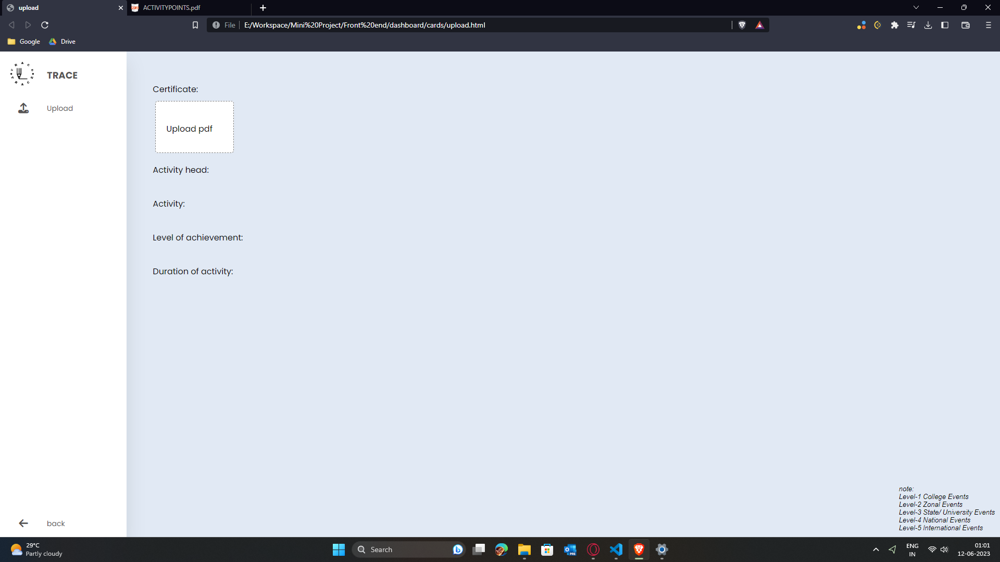 upload
ACTIVITYPOINTS.pdf
File
E:/Workspace/Mini%20Project/Front%20end/dashboard/cards/upload.html
Google
Drive
TRACE
Upload
Certificate:
Upload pdf
Activity head:
Activity:
Level of achievement:
Duration of activity:
note:
Level-1 College Events
Level-2 Zonal Events
Level-3 State/ University Events
Level-4 National Events
Level-5 International Events
back
29°C
Partly cloudy
Search
ENG
IN
01:01
12-06-2023